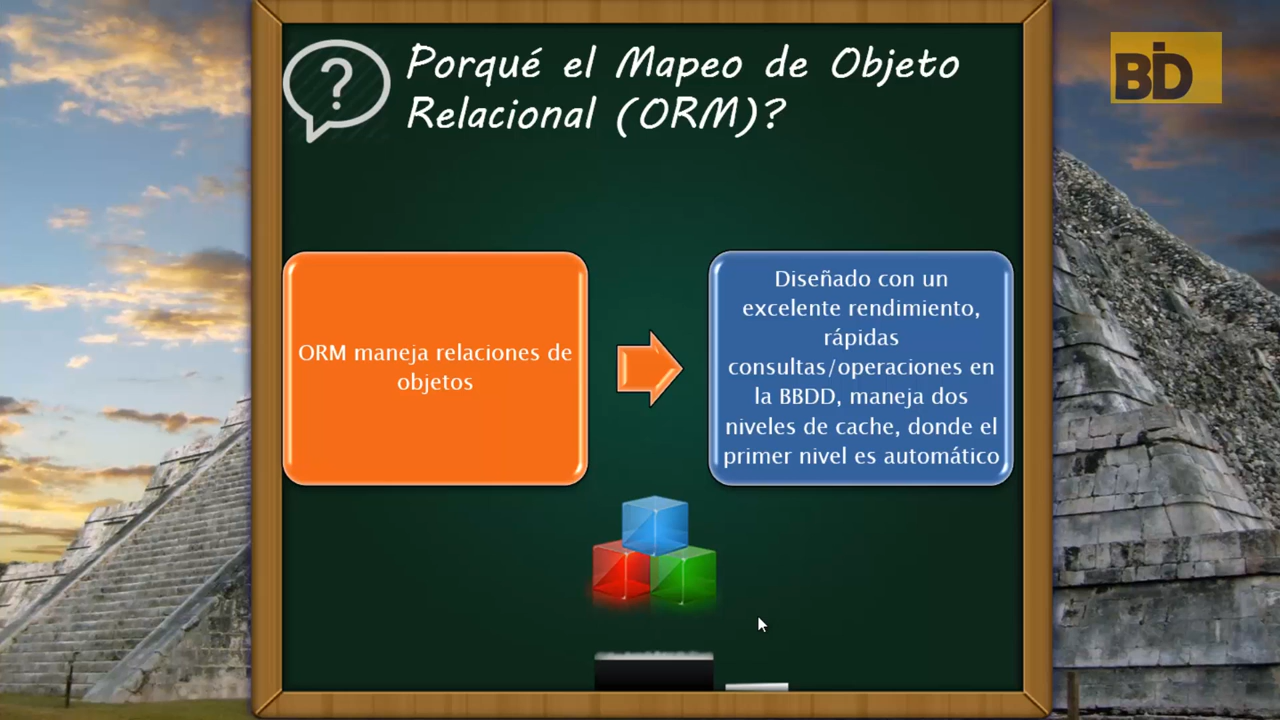 Porqué el Mapeo de Objeto
Relacional (ORM)?
BID
ORM maneja relaciones de
objetos
Diseñado con un
excelente rendimiento,
rápidas
consultas/operaciones en
la BBDD, maneja dos
niveles de cache, donde el
primer nivel es automático